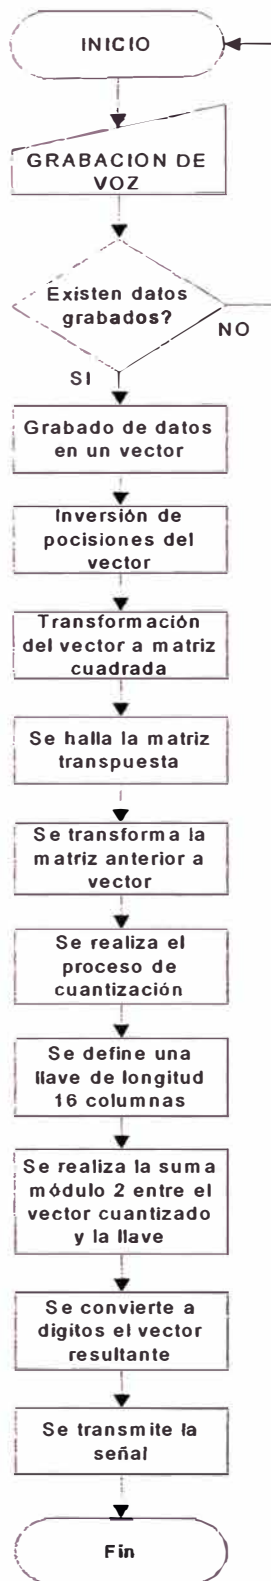 INICIO
GRABACION DE
VOZ
Existen datos
grabados?
NO
SI
Grabado de datos
en un vector
Inversión de
pocisiones del
vector
Transformación
del vector a matriz
cuadrada
Se halla la matriz
transpuesta
Se transforma la
matriz anterior a
vector
Se realiza el
proceso de
cuantización
Se define una
llave de longitud
16 columnas
Se realiza la suma
módulo 2 entre el
vector cuantizado
y la llave
Se convierte a
digitos el vector
resultante
Se transmite la
señal
Fin